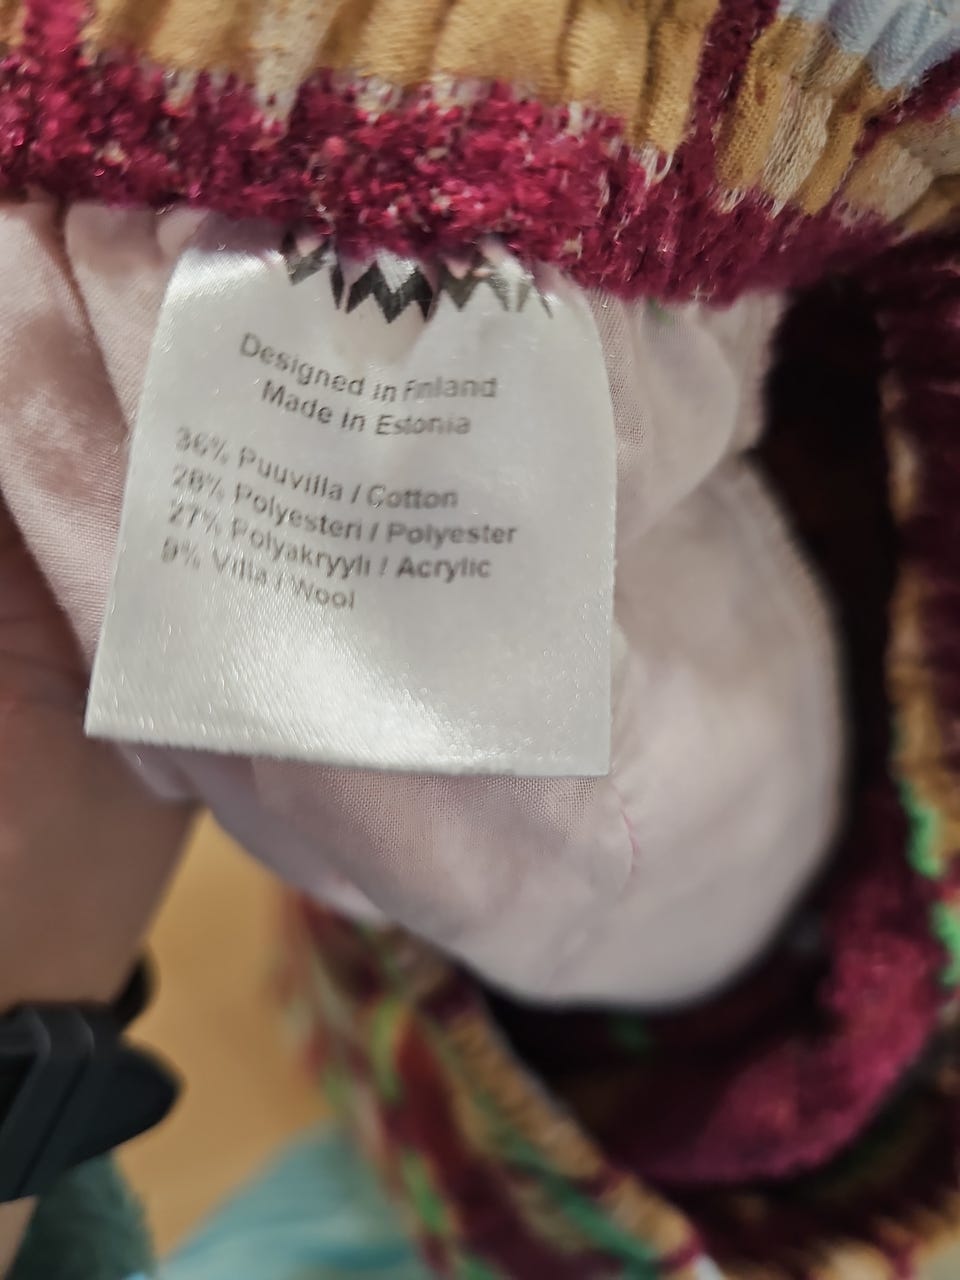 Designed in Finland
Made in Estonia
36% Puuvilla / Cotton
28% Polyesteri / Polyester
27% Polyakryyli / Acrylic
9% Villa / Wool